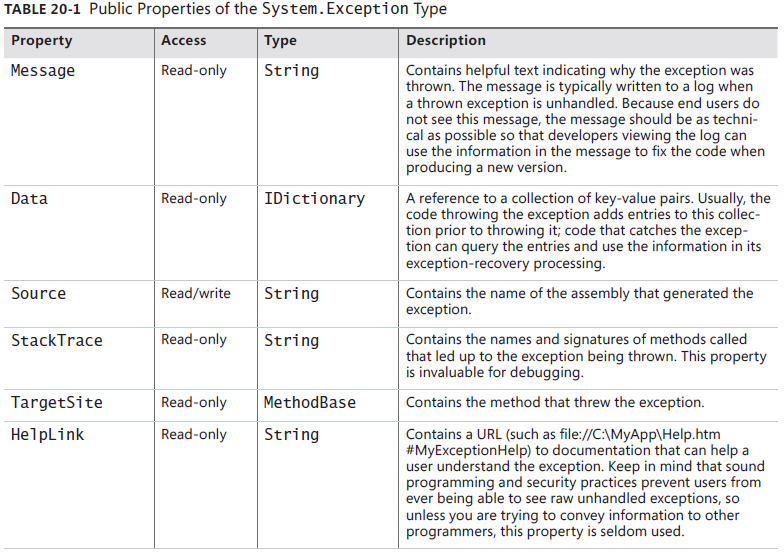 TABLE 20-1 Public Properties of the System.Exception Type
Property Access Type Description
Message Read-only String Contains helpful text indicating why the exception was
thrown. The message is typically written to a log when
a thrown exception is unhandled. Because end users do
not see this message, the message should be as techni-
cal as possible so that developers viewing the log can
use the information in the message to fix the code when
producing a new version.
Data Read-only IDictionary A reference to a collection of key-value pairs. Usually, the
code throwing the exception adds entries to this collec-
tion prior to throwing it; code that catches the excep-
tion can query the entries and use the information in its
exception-recovery processing.
Source Read/write String Contains the name of the assembly that generated the
exception.
StackTrace Read-only String Contains the names and signatures of methods called
that led up to the exception being thrown. This property
is invaluable for debugging.
TargetSite Read-only MethodBase Contains the method that threw the exception.
HelpLink Read-only String Contains a URL (such as file://C:\MyApp\Help.htm
#MyExceptionHelp) to documentation that can help a
user understand the exception. Keep in mind that sound
programming and security practices prevent users from
ever being able to see raw unhandled exceptions, so
unless you are trying to convey information to other
programmers, this property is seldom used.